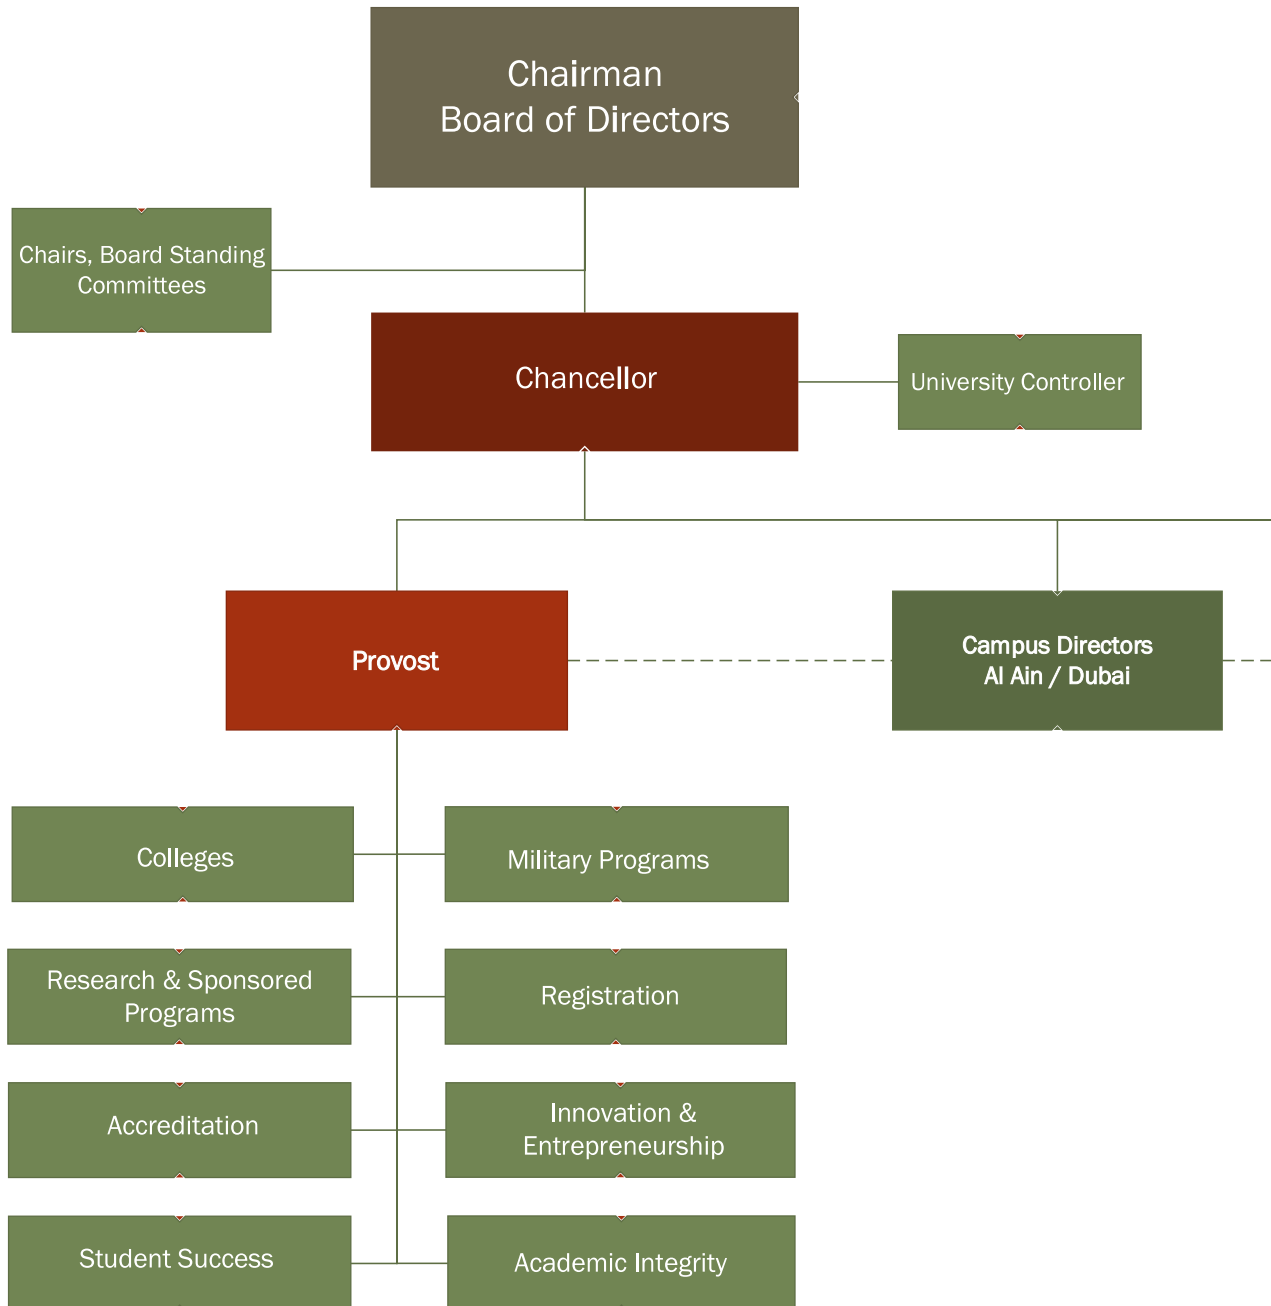 Chairman
Board of Directors
Chairs, Board Standing
Committees
Chancellor
University Controller
Provost
Campus Directors
Al Ain / Dubai
Colleges
Military Programs
Research & Sponsored
Programs
Registration
Accreditation
Innovation &
Entrepreneurship
Student Success
Academic Integrity